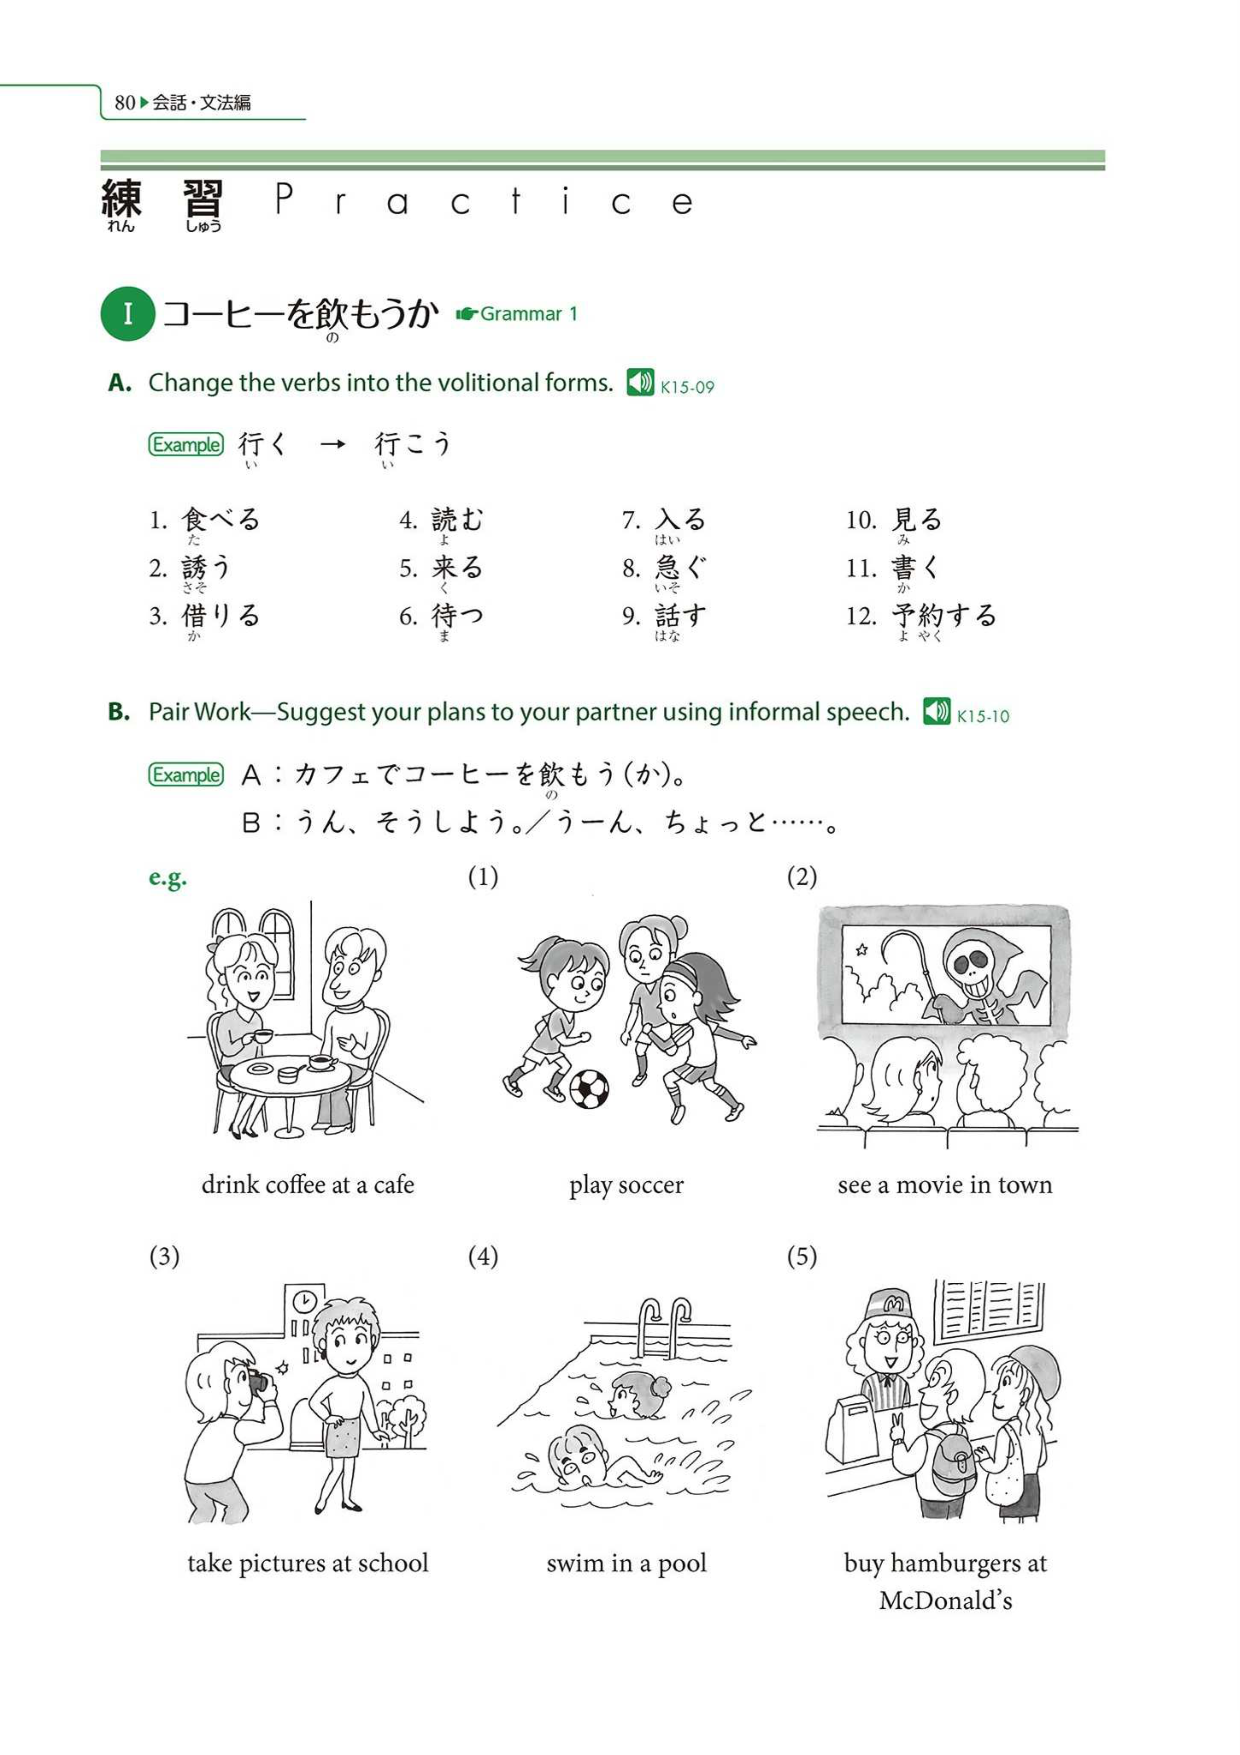 80 ▶ 会話・文法編
練習 Practice
れん しゅう
I コーヒーを飲もうか ☛Grammar 1
の
A. Change the verbs into the volitional forms. K15-09
Example 行く → 行こう
い い
1. 食べる 4. 読む 7. 入る 10. 見る
た よ はい み
2. 誘う 5. 来る 8. 急ぐ 11. 書く
さそ く いそ か
3. 借りる 6. 待つ 9. 話す 12. 予約する
か ま はな よ やく
B. Pair Work—Suggest your plans to your partner using informal speech. K15-10
Example A：カフェでコーヒーを飲もう(か)。
の
B：うん、そうしよう。／うーん、ちょっと……。
e.g. (1) (2)
drink coffee at a cafe play soccer see a movie in town
(3) (4) (5)
M
take pictures at school swim in a pool buy hamburgers at
McDonald's